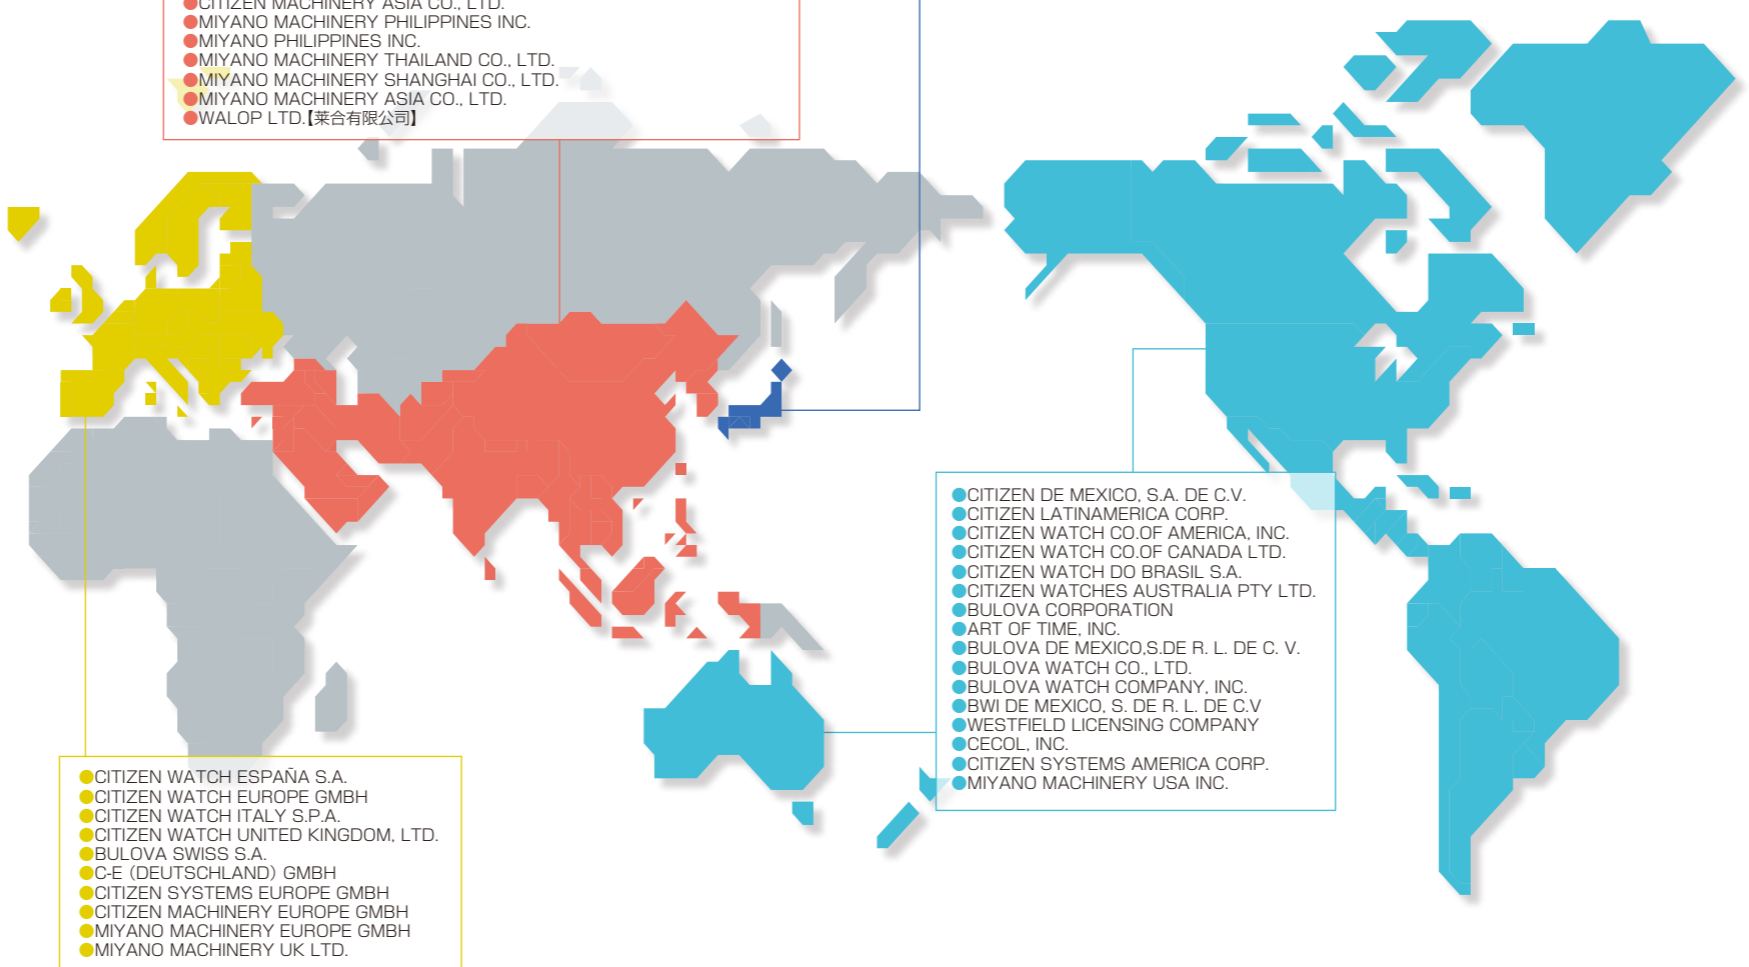 ●CITIZEN MACHINERY ASIA CO., LTD.
●MIYANO MACHINERY PHILIPPINES INC.
●MIYANO PHILIPPINES INC.
●MIYANO MACHINERY THAILAND CO., LTD.
●MIYANO MACHINERY SHANGHAI CO., LTD.
●MIYANO MACHINERY ASIA CO., LTD.
●WALOP LTD.【莱合有限公司】
●CITIZEN DE MEXICO, S.A. DE C.V.
●CITIZEN LATINAMERICA CORP.
●CITIZEN WATCH CO.OF AMERICA, INC.
●CITIZEN WATCH CO.OF CANADA LTD.
●CITIZEN WATCH DO BRASIL S.A.
●CITIZEN WATCHES AUSTRALIA PTY LTD.
●BULOVA CORPORATION
●ART OF TIME, INC.
●BULOVA DE MEXICO,S.DE R. L. DE C. V.
●BULOVA WATCH CO., LTD.
●BULOVA WATCH COMPANY, INC.
●BWI DE MEXICO, S. DE R. L. DE C.V
●WESTFIELD LICENSING COMPANY
●CECOL, INC.
●CITIZEN SYSTEMS AMERICA CORP.
●MIYANO MACHINERY USA INC.
●CITIZEN WATCH ESPAÑA S.A.
●CITIZEN WATCH EUROPE GMBH
●CITIZEN WATCH ITALY S.P.A.
●CITIZEN WATCH UNITED KINGDOM, LTD.
●BULOVA SWISS S.A.
●C-E (DEUTSCHLAND) GMBH
●CITIZEN SYSTEMS EUROPE GMBH
●CITIZEN MACHINERY EUROPE GMBH
●MIYANO MACHINERY EUROPE GMBH
●MIYANO MACHINERY UK LTD.